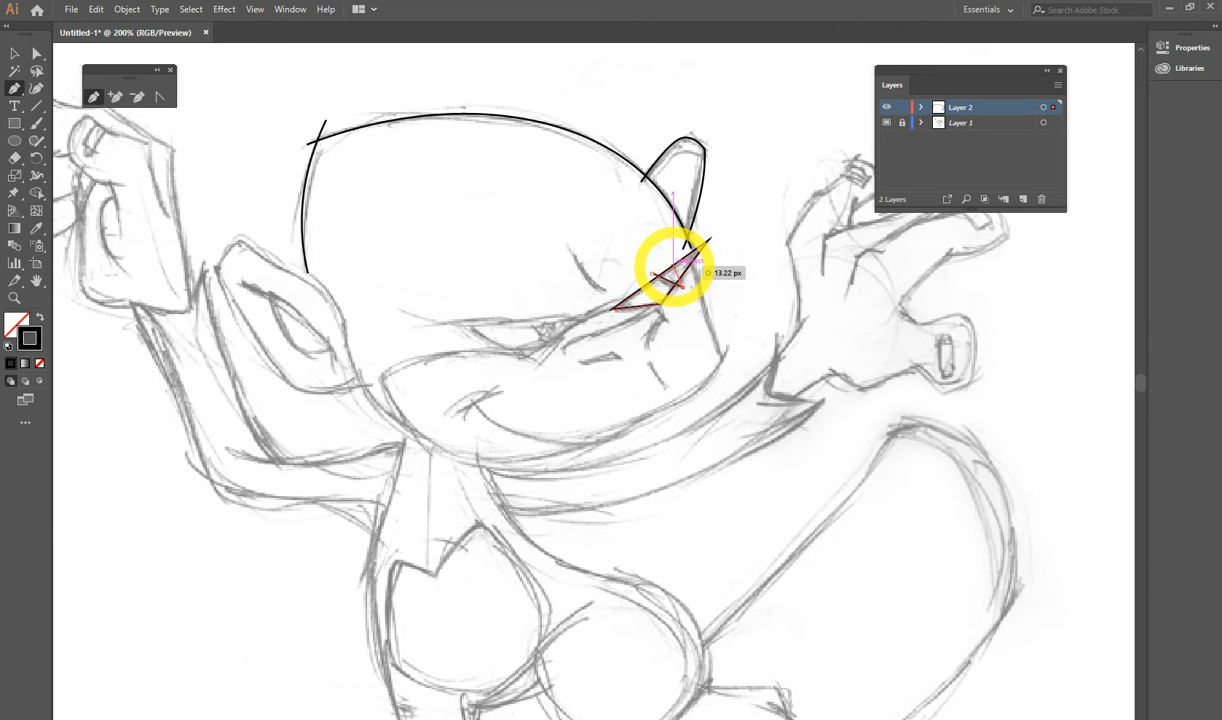 Ai
File Edit Object Type Select Effect View Window Help
Essentials
Search Adobe Stock
Untitled-1* @ 200% (RGB/Preview)
Properties
Libraries
Layers
Layer 2
Layer 1
2 Layers
D: 13.22 px